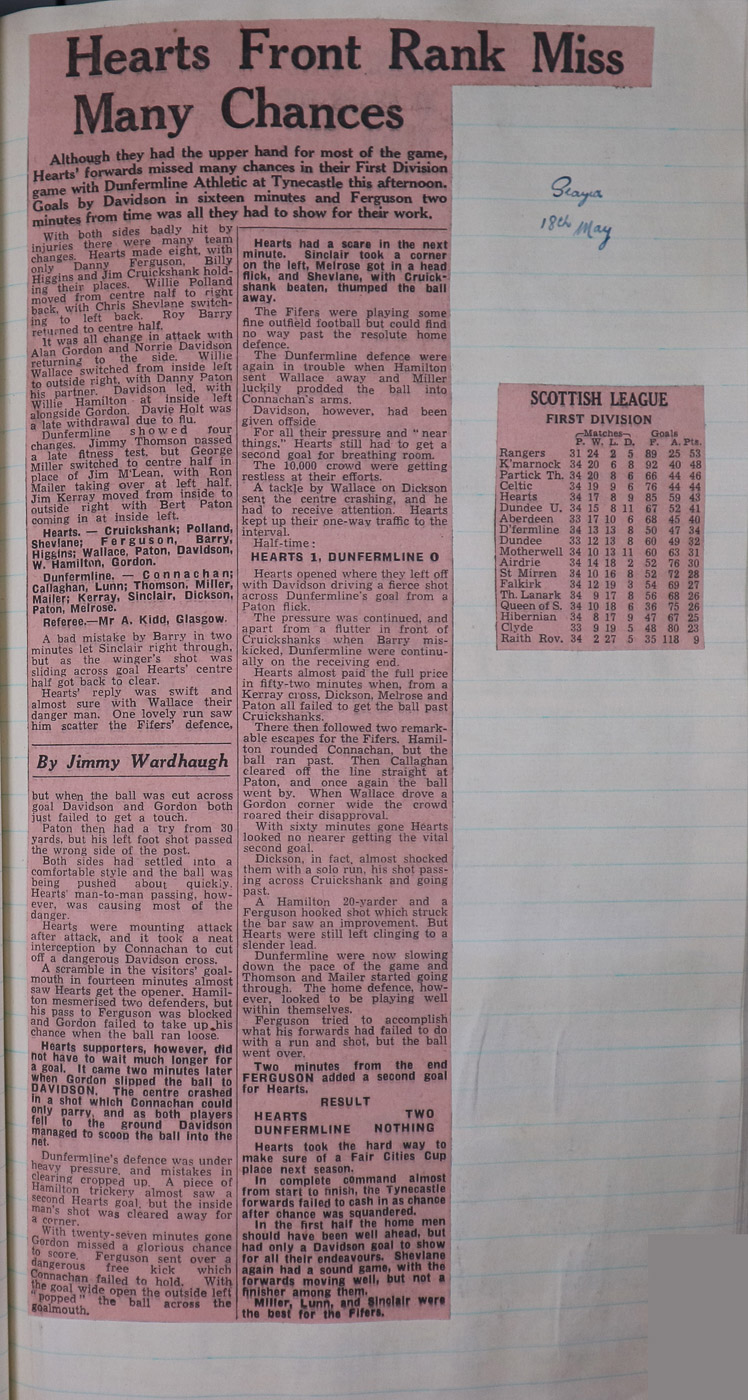 Hearts Front Rank Miss
Many Chances
Although they had the upper hand for most of the game,
Hearts' forwards missed many chances in their First Division
game with Dunfermline Athletic at Tynecastle this afternoon.
Goals by Davidson in sixteen minutes and Ferguson two
minutes from time was all they had to show for their work.
With both sides badly hit by
injuries there were many team
changes. Hearts made eight, with
only Danny Ferguson, Billy
Higgins and Jim Cruickshank hold-
ing their places. Willie Polland
moved from centre half to right
back, with Chris Shevlane switch-
ing to left back. Roy Barry
returned to centre half.
It was all change in attack with
Alan Gordon and Norrie Davidson
returning to the side. Willie
Wallace switched from inside left
to outside right, with Danny Paton
his partner. Davidson led, with
Willie Hamilton at inside left
alongside Gordon. Davie Holt was
a late withdrawal due to flu.
Dunfermline showed four
changes. Jimmy Thomson passed
a late fitness test, but George
Miller switched to centre half in
place of Jim M'Lean, with Ron
Mailer taking over at left half.
Jim Kerray moved from inside to
outside right with Bert Paton
coming in at inside left.
Hearts. — Cruickshank; Polland,
Shevlane; Ferguson, Barry,
Higgins; Wallace, Paton, Davidson,
W. Hamilton, Gordon.
Dunfermline. — Connachan;
Callaghan, Lunn; Thomson, Miller,
Mailer; Kerray, Sinclair, Dickson,
Paton, Melrose.
Referee.—Mr A. Kidd, Glasgow.
A bad mistake by Barry in two
minutes let Sinclair right through,
but as the winger's shot was
sliding across goal Hearts' centre
half got back to clear.
Hearts' reply was swift and
almost sure with Wallace their
danger man. One lovely run saw
him scatter the Fifers' defence,
By Jimmy Wardhaugh
but when the ball was cut across
goal Davidson and Gordon both
just failed to get a touch.
Paton then had a try from 30
yards, but his left foot shot passed
the wrong side of the post.
Both sides had settled into a
comfortable style and the ball was
being pushed about quickly.
Hearts' man-to-man passing, how-
ever, was causing most of the
danger.
Hearts were mounting attack
after attack, and it took a neat
interception by Connachan to cut
off a dangerous Davidson cross.
A scramble in the visitors' goal-
mouth in fourteen minutes almost
saw Hearts get the opener. Hamil-
ton mesmerised two defenders, but
his pass to Ferguson was blocked
and Gordon failed to take up his
chance when the ball ran loose.
Hearts supporters, however, did
not have to wait much longer for
a goal. It came two minutes later
when Gordon slipped the ball to
DAVIDSON. The centre crashed
in a shot which Connachan could
only parry, and as both players
fell to the ground Davidson
managed to scoop the ball into the
net.
Dunfermline's defence was under
heavy pressure, and mistakes in
clearing cropped up. A piece of
Hamilton trickery almost saw a
second Hearts goal, but the inside
man's shot was cleared away for
a corner.
With twenty-seven minutes gone
Gordon missed a glorious chance
to score. Ferguson sent over a
dangerous free kick which
Connachan failed to hold. With
the goal wide open the outside left
"popped" the ball across the
goalmouth.
Hearts had a scare in the next
minute. Sinclair took a corner
on the left, Melrose got in a head
flick, and Shevlane, with Cruick-
shank beaten, thumped the ball
away.
The Fifers were playing some
fine outfield football but could find
no way past the resolute home
defence.
The Dunfermline defence were
again in trouble when Hamilton
sent Wallace away and Miller
luckily prodded the ball into
Connachan's arms.
Davidson, however, had been
given offside
For all their pressure and "near
things." Hearts still had to get a
second goal for breathing room.
The 10,000 crowd were getting
restless at their efforts.
A tackle by Wallace on Dickson
sent the centre crashing, and he
had to receive attention. Hearts
kept up their one-way traffic to the
interval.
Half-time:
HEARTS 1, DUNFERMLINE 0
Hearts opened where they left off
with Davidson driving a fierce shot
across Dunfermline's goal from a
Paton flick.
The pressure was continued, and
apart from a flutter in front of
Cruickshanks when Barry mis-
kicked, Dunfermline were continu-
ally on the receiving end.
Hearts almost paid the full price
in fifty-two minutes when, from a
Kerray cross, Dickson, Melrose and
Paton all failed to get the ball past
Cruickshanks.
There then followed two remark-
able escapes for the Fifers. Hamil-
ton rounded Connachan, but the
ball ran past. Then Callaghan
cleared off the line straight at
Paton, and once again the ball
went by. When Wallace drove a
Gordon corner wide the crowd
roared their disapproval.
With sixty minutes gone Hearts
looked no nearer getting the vital
second goal.
Dickson, in fact, almost shocked
them with a solo run, his shot pass-
ing across Cruickshank and going
past.
A Hamilton 20-yarder and a
Ferguson hooked shot which struck
the bar saw an improvement. But
Hearts were still left clinging to a
slender lead.
Dunfermline were now slowing
down the pace of the game and
Thomson and Mailer started going
through. The home defence, how-
ever, looked to be playing well
within themselves.
Ferguson tried to accomplish
what his forwards had failed to do
with a run and shot, but the ball
went over.
Two minutes from the end
FERGUSON added a second goal
for Hearts.
RESULT
HEARTS TWO
DUNFERMLINE NOTHING
Hearts took the hard way to
make sure of a Fair Cities Cup
place next season.
In complete command almost
from start to finish, the Tynecastle
forwards failed to cash in as chance
after chance was squandered.
In the first half the home men
should have been well ahead, but
had only a Davidson goal to show
for all their endeavours. Shevlane
again had a sound game, with the
forwards moving well, but not a
finisher among them.
Miller, Lunn, and Sinclair were
the best for the Fifers.
18th May
SCOTTISH LEAGUE
FIRST DIVISION
Matches Goals
P. W. L. D. F. A. Pts.
Rangers 31 24 2 5 89 25 53
K'marnock 34 20 6 8 92 40 48
Partick Th. 34 20 8 6 66 44 46
Celtic 34 19 9 6 76 44 44
Hearts 34 17 8 9 85 59 43
Dundee U. 34 15 8 11 67 52 41
Aberdeen 33 17 10 6 68 45 40
D'fermline 34 13 13 8 50 47 34
Dundee 33 12 13 8 60 49 32
Motherwell 34 10 13 11 60 63 31
Airdrie 34 14 18 2 52 76 30
St Mirren 34 10 16 8 52 72 28
Falkirk 34 12 19 3 54 69 27
Th. Lanark 34 9 17 8 56 68 26
Queen of S. 34 10 18 6 36 75 26
Hibernian 34 8 17 9 47 67 25
Clyde 33 9 19 5 48 80 23
Raith Rov. 34 2 27 5 35 118 9